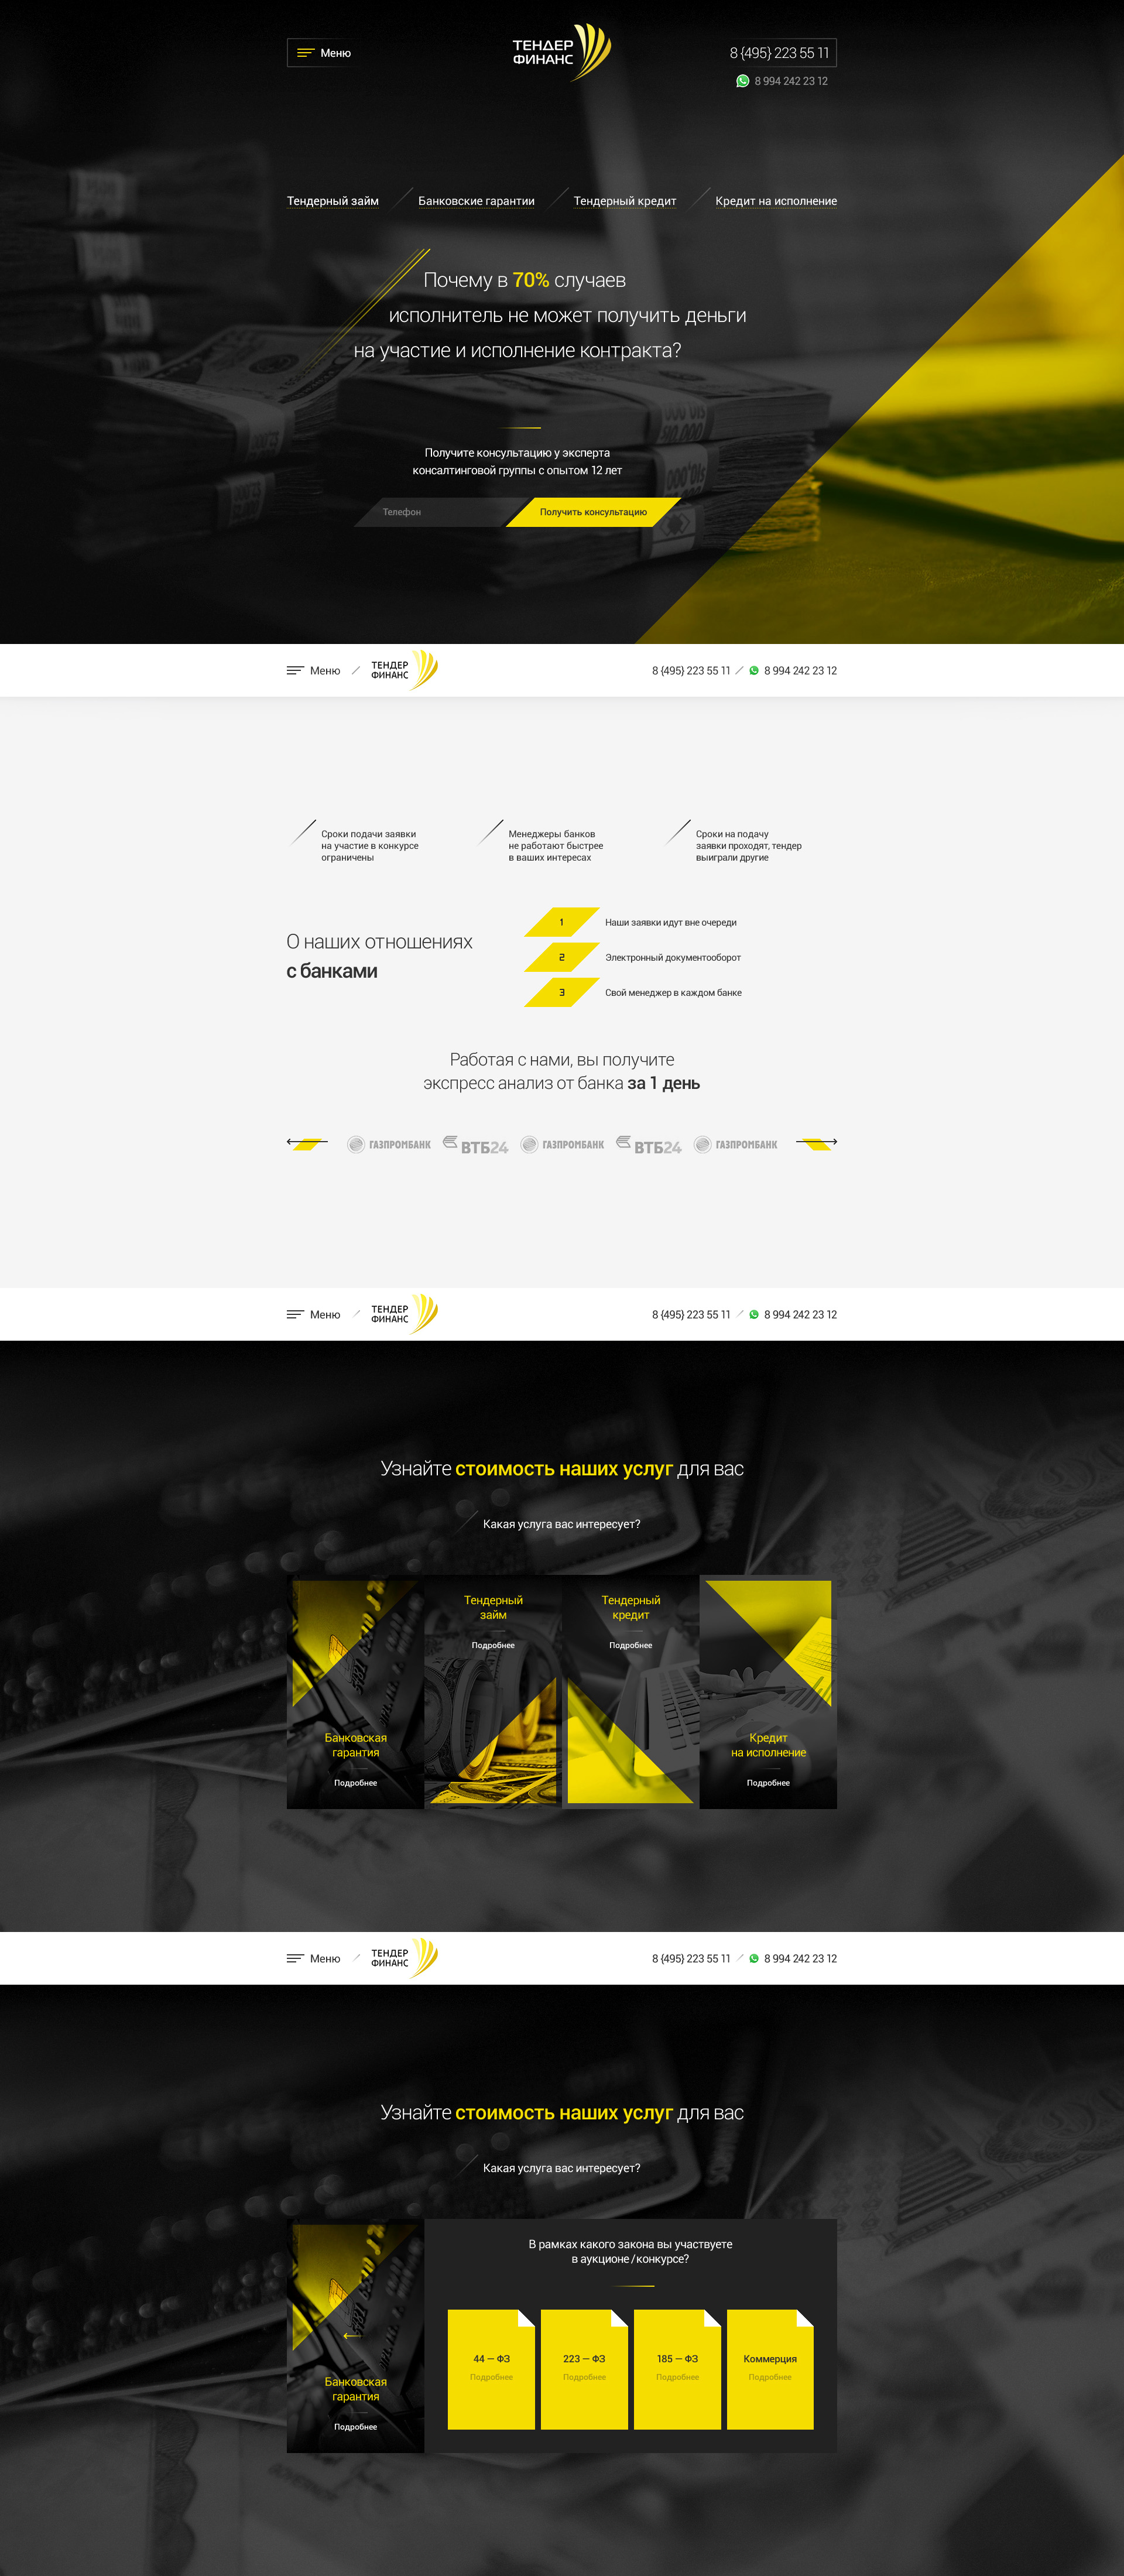 Меню
ТЕНДЕР
ФИНАНС
8 {495} 223 55 11
8 994 242 23 12
Тендерный займ
Банковские гарантии
Тендерный кредит
Кредит на исполнение
Почему в 70% случаев
исполнитель не может получить деньги
на участие и исполнение контракта?
Получите консультацию у эксперта
консалтинговой группы с опытом 12 лет
Телефон
Получить консультацию
Меню
ТЕНДЕР
ФИНАНС
8 {495} 223 55 11
8 994 242 23 12
Сроки подачи заявки
на участие в конкурсе
ограничены
Менеджеры банков
не работают быстрее
в ваших интересах
Сроки на подачу
заявки проходят, тендер
выиграли другие
О наших отношениях
с банками
1
Наши заявки идут вне очереди
2
Электронный документооборот
3
Свой менеджер в каждом банке
Работая с нами, вы получите
экспресс анализ от банка за 1 день
ГАЗПРОМБАНК
ВТБ24
ГАЗПРОМБАНК
ВТБ24
ГАЗПРОМБАНК
Меню
ТЕНДЕР
ФИНАНС
8 {495} 223 55 11
8 994 242 23 12
Узнайте стоимость наших услуг для вас
Какая услуга вас интересует?
Банковская
гарантия
Подробнее
Тендерный
займ
Подробнее
Тендерный
кредит
Подробнее
Кредит
на исполнение
Подробнее
Меню
ТЕНДЕР
ФИНАНС
8 {495} 223 55 11
8 994 242 23 12
Узнайте стоимость наших услуг для вас
Какая услуга вас интересует?
Банковская
гарантия
Подробнее
В рамках какого закона вы участвуете
в аукционе / конкурсе?
44 — ФЗ
Подробнее
223 — ФЗ
Подробнее
185 — ФЗ
Подробнее
Коммерция
Подробнее